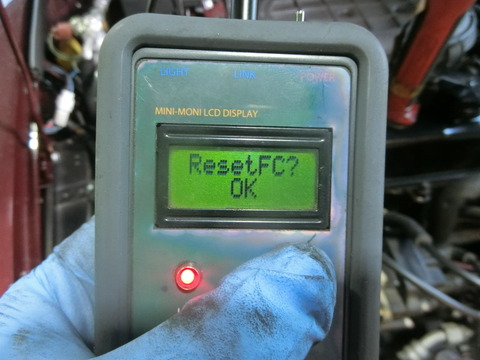 LIGHT LINK POWER
MINI-MONI LCD DISPLAY
ResetFC?
OK